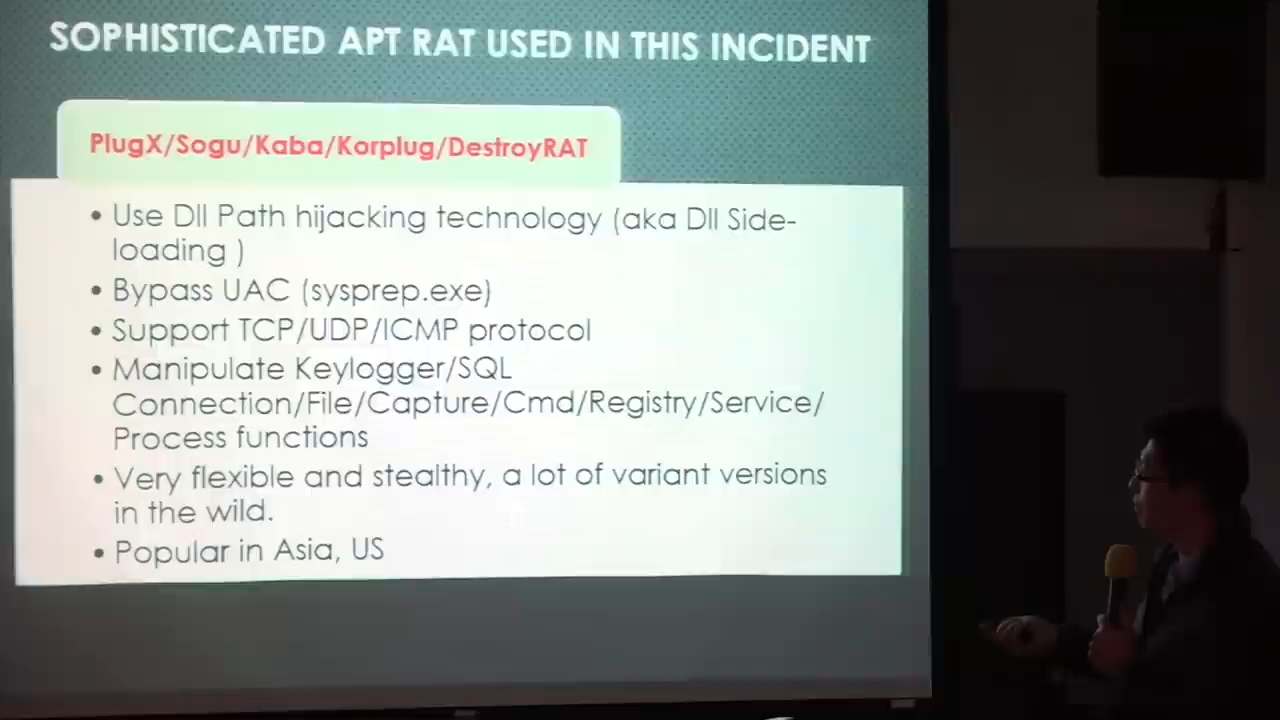 SOPHISTICATED APT RAT USED IN THIS INCIDENT
PlugX/Sogu/Kaba/Korplug/DestroyRAT
• Use Dll Path hijacking technology (aka Dll Side-
loading )
• Bypass UAC (sysprep.exe)
• Support TCP/UDP/ICMP protocol
• Manipulate Keylogger/SQL
Connection/File/Capture/Cmd/Registry/Service/
Process functions
• Very flexible and stealthy, a lot of variant versions
in the wild.
• Popular in Asia, US